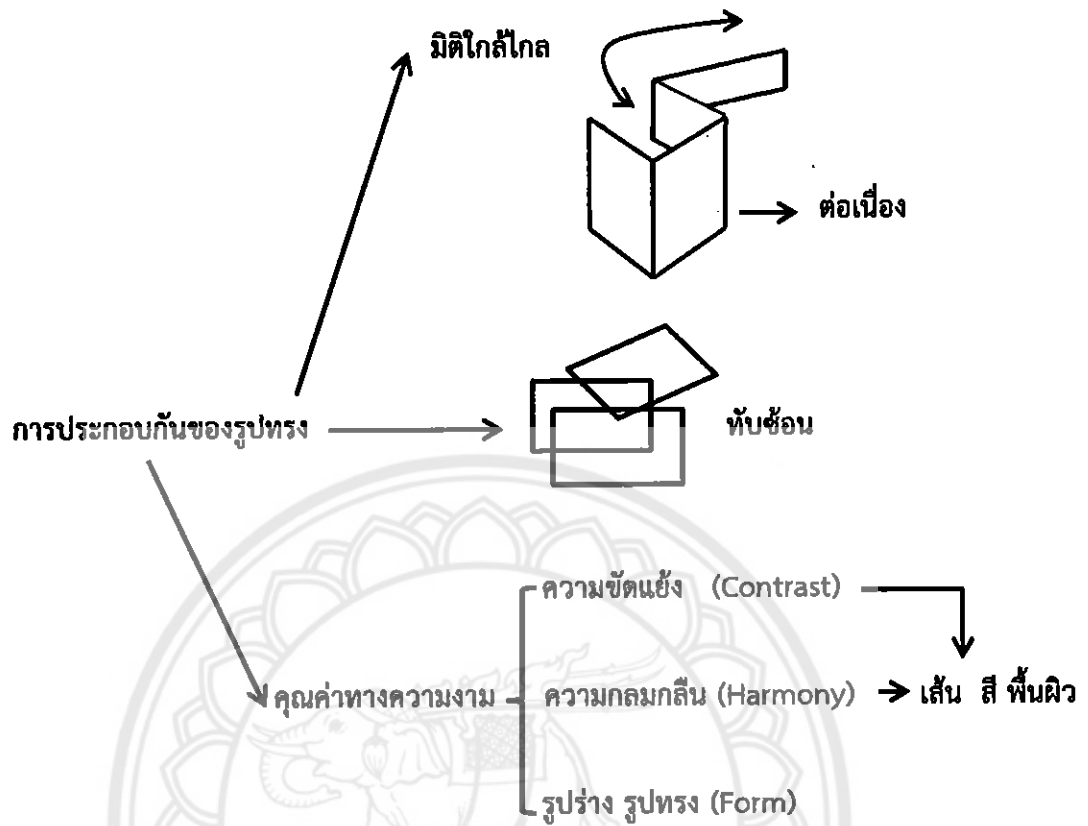 มิติใกล้ไกล
ต่อเนื่อง
การประกอบกันของรูปทรง
ทับซ้อน
ความขัดแย้ง (Contrast)
คุณค่าทางความงาม
ความกลมกลืน (Harmony)
เส้น สี พื้นผิว
รูปร่าง รูปทรง (Form)